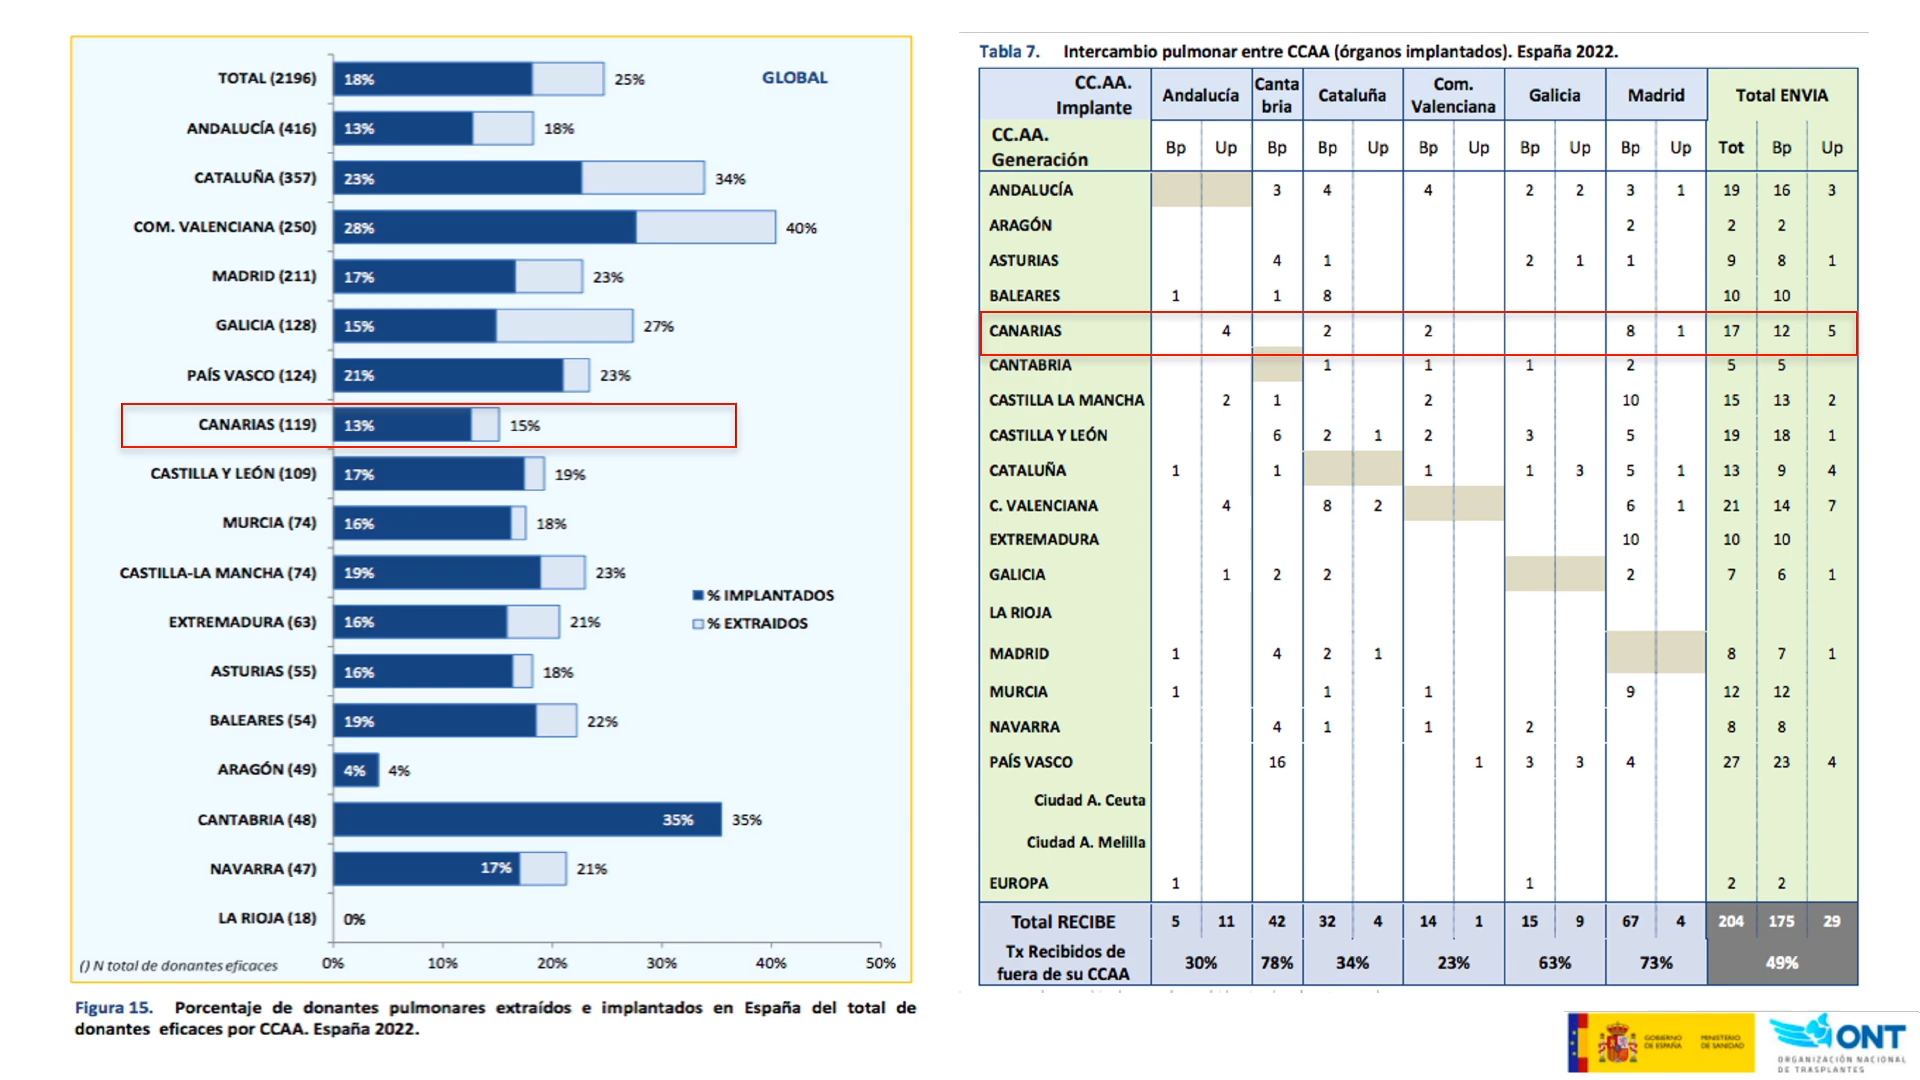 GLOBAL
TOTAL (2196) 18% 25%
ANDALUCÍA (416) 13% 18%
CATALUÑA (357) 23% 34%
COM. VALENCIANA (250) 28% 40%
MADRID (211) 17% 23%
GALICIA (128) 15% 27%
PAÍS VASCO (124) 21% 23%
CANARIAS (119) 13% 15%
CASTILLA Y LEÓN (109) 17% 19%
MURCIA (74) 16% 18%
CASTILLA-LA MANCHA (74) 19% 23%
% IMPLANTADOS
EXTREMADURA (63) 16% 21%
% EXTRAIDOS
ASTURIAS (55) 16% 18%
BALEARES (54) 19% 22%
ARAGÓN (49) 4% 4%
CANTABRIA (48) 35% 35%
NAVARRA (47) 17% 21%
LA RIOJA (18) 0%
() N total de donantes eficaces 0% 10% 20% 30% 40% 50%
Figura 15. Porcentaje de donantes pulmonares extraídos e implantados en España del total de
donantes eficaces por CCAA. España 2022.
Tabla 7. Intercambio pulmonar entre CCAA (órganos implantados). España 2022.
CC.AA.
Implante
Andalucía
Canta
bria
Cataluña
Com.
Valenciana
Galicia
Madrid
Total ENVIA
CC.AA.
Generación
Bp Up Bp Bp Up Bp Up Bp Up Bp Up Tot Bp Up
ANDALUCÍA 3 4 4 2 2 3 1 19 16 3
ARAGÓN 2 2 2
ASTURIAS 4 1 2 1 1 9 8 1
BALEARES 1 1 8 10 10
CANARIAS 4 2 2 8 1 17 12 5
CANTABRIA 1 1 1 2 5 5
CASTILLA LA MANCHA 2 1 2 10 15 13 2
CASTILLA Y LEÓN 6 2 1 2 3 5 19 18 1
CATALUÑA 1 1 1 1 3 5 1 13 9 4
C. VALENCIANA 4 8 2 6 1 21 14 7
EXTREMADURA 10 10 10
GALICIA 1 2 2 2 7 6 1
LA RIOJA
MADRID 1 4 2 1 8 7 1
MURCIA 1 1 1 9 12 12
NAVARRA 4 1 1 2 8 8
PAÍS VASCO 16 1 3 3 4 27 23 4
Ciudad A. Ceuta
Ciudad A. Melilla
EUROPA 1 1 2 2
Total RECIBE 5 11 42 32 4 14 1 15 9 67 4 204 175 29
Tx Recibidos de
fuera de su CCAA
30% 78% 34% 23% 63% 73% 49%
GOBIERNO
DE ESPAÑA
MINISTERIO
DE SANIDAD
ONT
ORGANIZACIÓN NACIONAL
DE TRASPLANTES